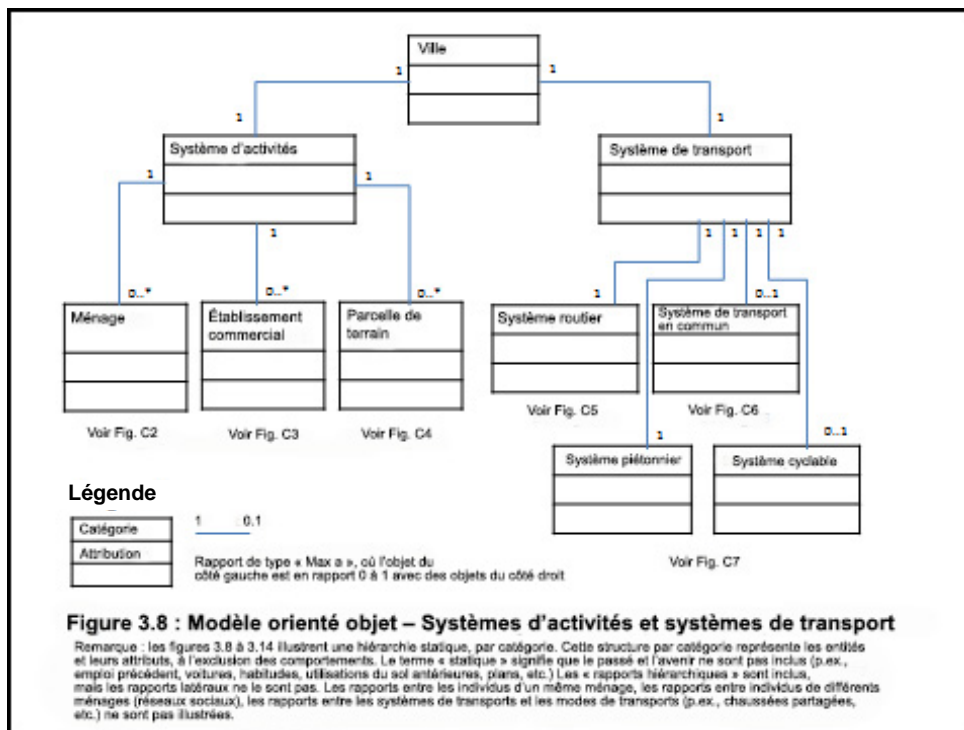 Ville
1
1
1
1
Système d'activités
Système de transport
1
1
1
1
1
1
1
0..*
0..*
0..*
1
0..1
Ménage
Établissement
commercial
Parcelle de
terrain
Système routier
Système de transport
en commun
Voir Fig. C2
Voir Fig. C3
Voir Fig. C4
Voir Fig. C5
Voir Fig. C6
1
0..1
Système piétonnier
Système cyclable
Voir Fig. C7
Légende
Catégorie
Attribution
1
0.1
Rapport de type « Max a », où l'objet du
côté gauche est en rapport 0 à 1 avec des objets du côté droit
Figure 3.8 : Modèle orienté objet – Systèmes d'activités et systèmes de transport
Remarque : les figures 3.8 à 3.14 illustrent une hiérarchie statique, par catégorie. Cette structure par catégorie représente les entités
et leurs attributs, à l'exclusion des comportements. Le terme « statique » signifie que le passé et l'avenir ne sont pas inclus (p.ex.,
emploi précédent, voitures, habitudes, utilisations du sol antérieures, plans, etc.) Les « rapports hiérarchiques » sont inclus,
mais les rapports latéraux ne le sont pas. Les rapports entre les individus d'un même ménage, les rapports entre individus de différents
ménages (réseaux sociaux), les rapports entre les systèmes de transports et les modes de transports (p.ex., chaussées partagées,
etc.) ne sont pas illustrées.